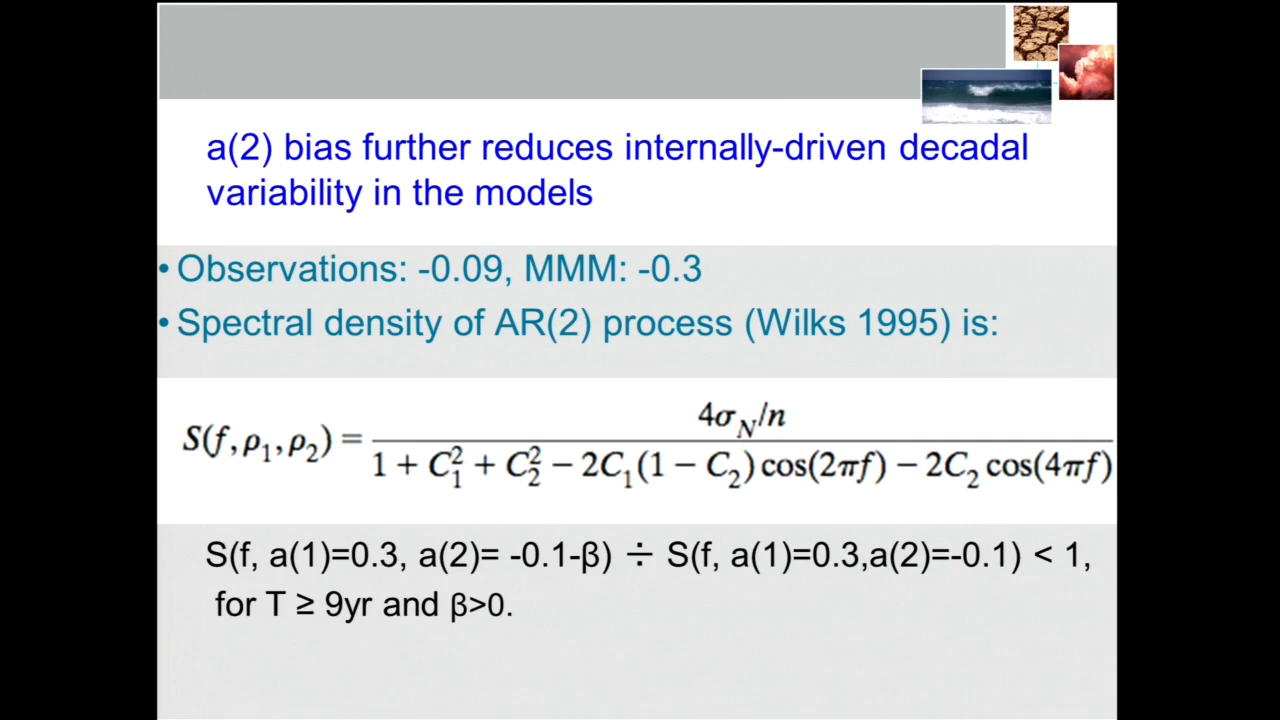 a(2) bias further reduces internally-driven decadal
variability in the models
• Observations: -0.09, MMM: -0.3
• Spectral density of AR(2) process (Wilks 1995) is:
S(f, ρ₁, ρ₂) = 4σ_N/n / 1 + C₁² + C₂² − 2C₁(1 − C₂) cos(2πf) − 2C₂ cos(4πf)
S(f, a(1)=0.3, a(2)= -0.1-β) ÷ S(f, a(1)=0.3,a(2)=-0.1) < 1,
for T ≥ 9yr and β>0.